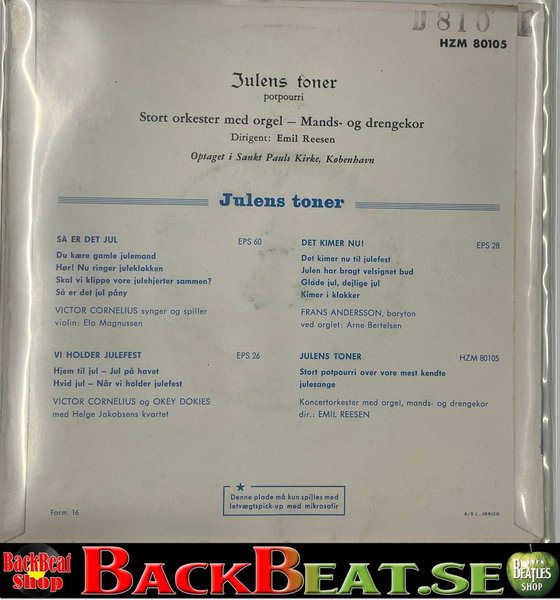 D 810
HZM 80105
Julens toner
potpourri
Stort orkester med orgel – Mands- og drengekor
Dirigent: Emil Reesen
Optaget i Sankt Pauls Kirke, København
Julens toner
SA ER DET JUL EPS 60
Du kære gamle julemand
Hør! Nu ringer juleklokken
Skal vi klippe vore julehjerter sammen?
Så er det jul påny
VICTOR CORNELIUS synger og spiller
violin: Elo Magnussen
DET KIMER NU! EPS 28
Det kimer nu til julefest
Julen har bragt velsignet bud
Glade jul, dejlige jul
Kimer i klokker
FRANS ANDERSSON, baryton
ved orglet: Arne Bertelsen
VI HOLDER JULEFEST EPS 26
Hjem til jul – Jul på havet
Hvid jul – Når vi holder julefest
VICTOR CORNELIUS og OKEY DOKIES
med Helge Jakobsens kvartet
JULENS TONER HZM 80105
Stort potpourri over vore mest kendte
julesange
Koncertorkester med orgel, mands- og drengekor
dir.: EMIL REESEN
Denne plade må kun spilles med
letvægtspick-up med mikrosafir
Form. 16
A/S L. IHRICH
BackBeat
Shop
BACKBEAT.SE
BEATLES
SHOP